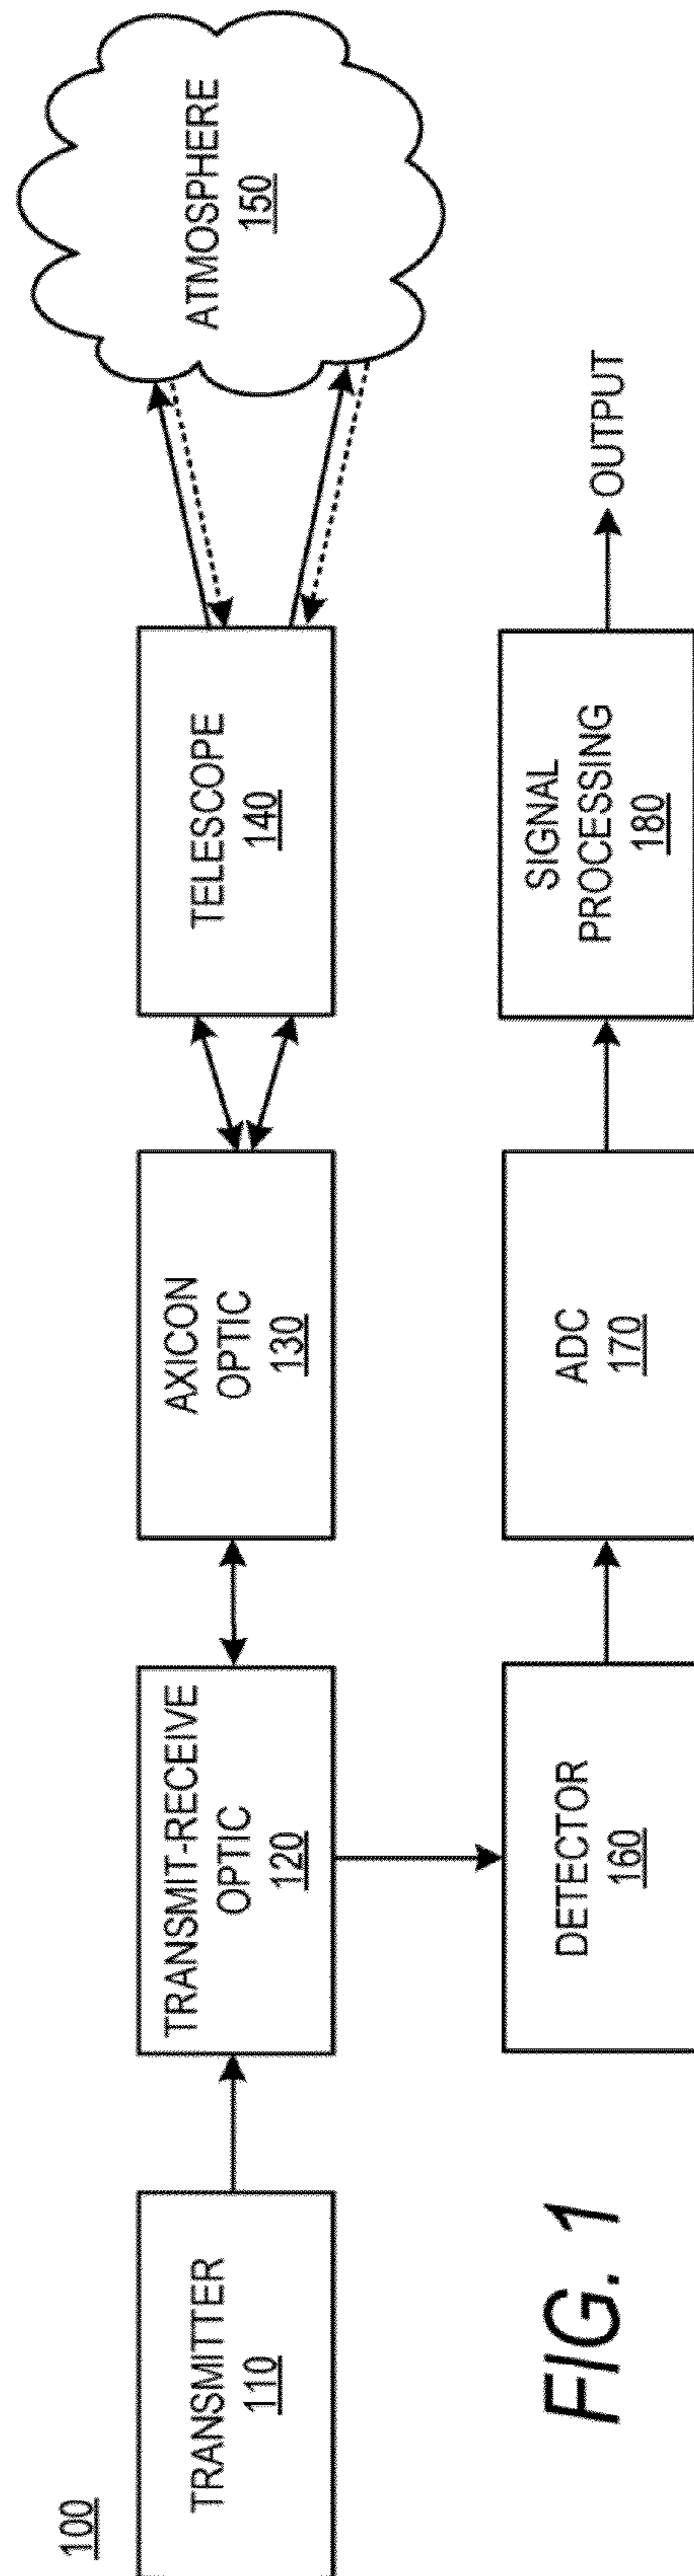 100
TRANSMITTER
110
TRANSMIT-RECEIVE
OPTIC
120
AXICON
OPTIC
130
TELESCOPE
140
ATMOSPHERE
150
DETECTOR
160
ADC
170
SIGNAL
PROCESSING
180
OUTPUT
FIG. 1